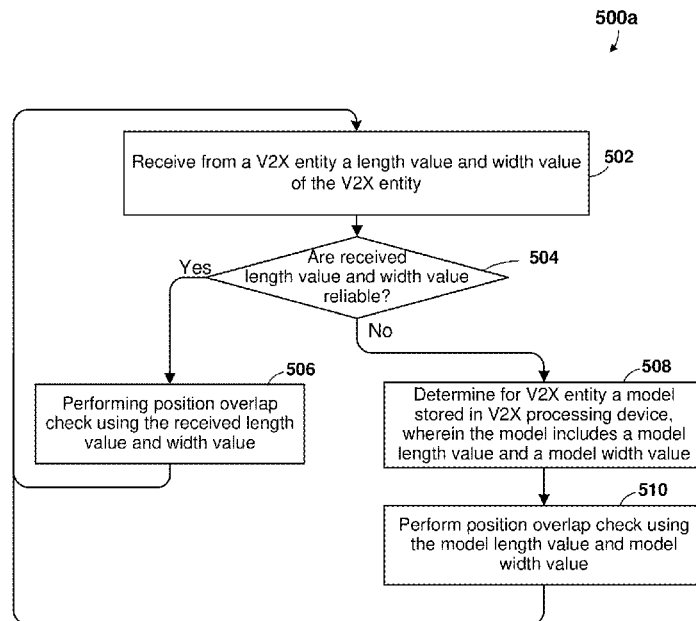 500a
Receive from a V2X entity a length value and width value
of the V2X entity
502
Are received
length value and width value
reliable?
504
Yes
No
506
Performing position overlap
check using the received length
value and width value
508
Determine for V2X entity a model
stored in V2X processing device,
wherein the model includes a model
length value and a model width value
510
Perform position overlap check using
the model length value and model
width value